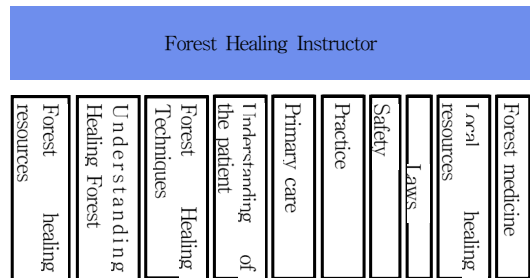 Forest Healing Instructor
Forest healing
resources
Understanding
Healing Forest
Forest Healing
Techniques
Understanding of
the patient
Primary care
Practice
Safety
Laws
Local healing
resources
Forest medicine